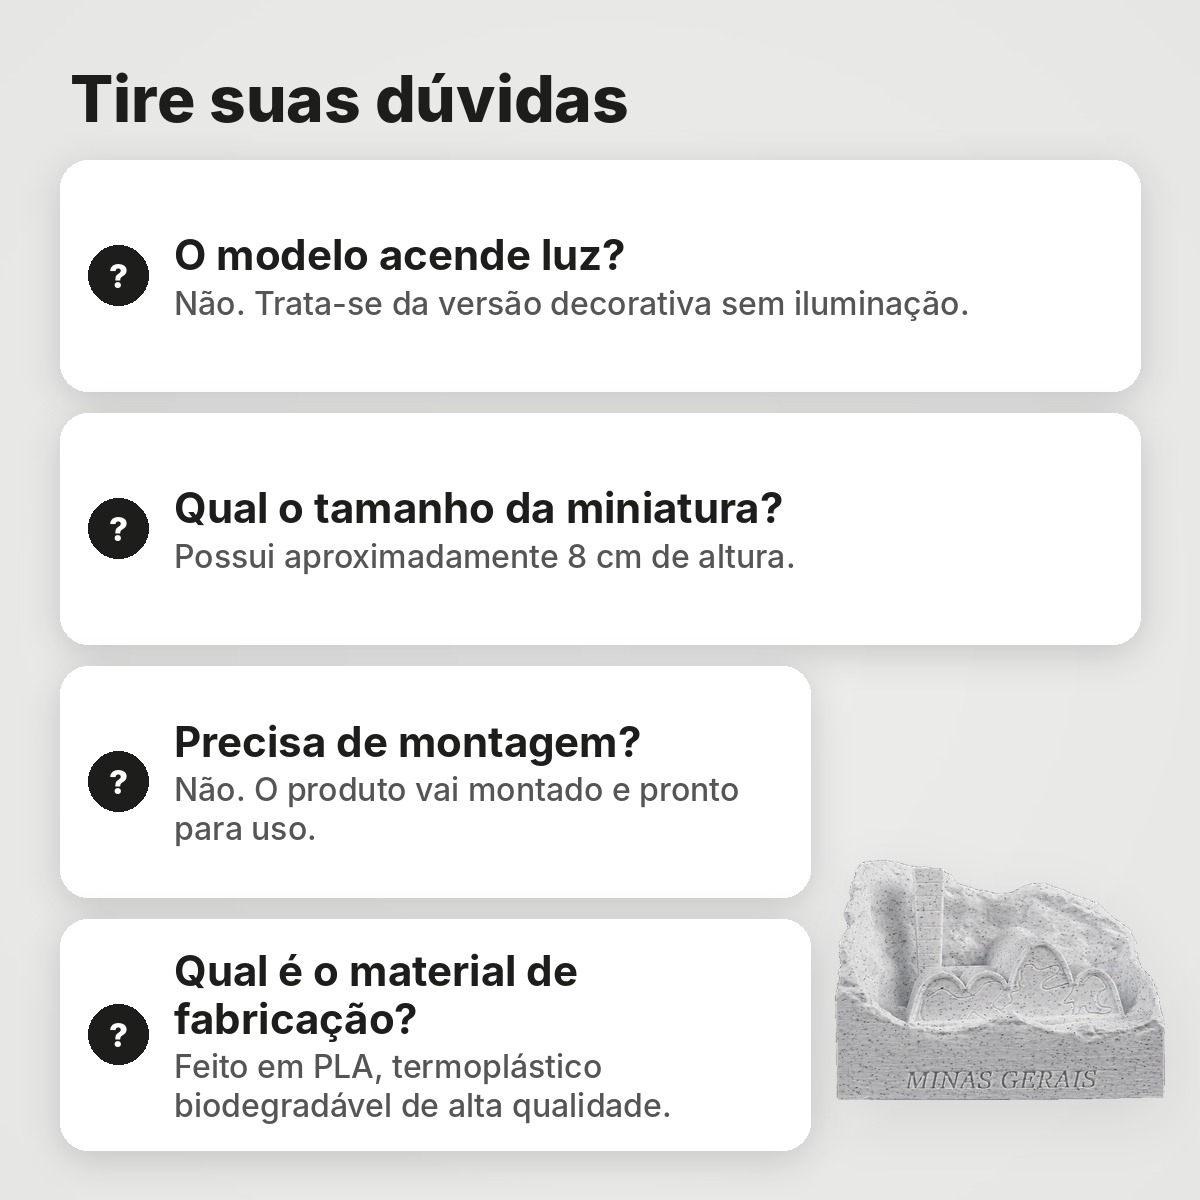 Tire suas dúvidas
?
O modelo acende luz?
Não. Trata-se da versão decorativa sem iluminação.
?
Qual o tamanho da miniatura?
Possui aproximadamente 8 cm de altura.
?
Precisa de montagem?
Não. O produto vai montado e pronto
para uso.
?
Qual é o material de
fabricação?
Feito em PLA, termoplástico
biodegradável de alta qualidade.
MINAS GERAIS